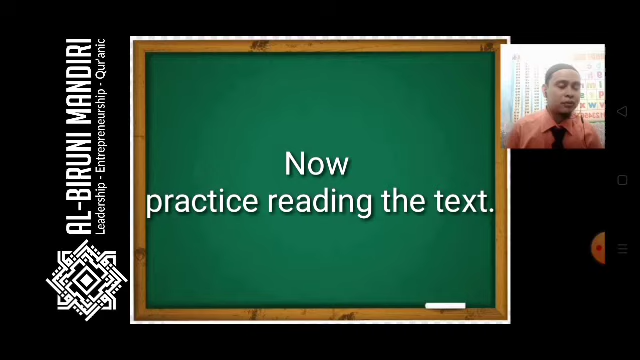 AL-BIRUNI MANDIRI
Leadership - Entrepreneurship - Qur'anic
Now
practice reading the text.